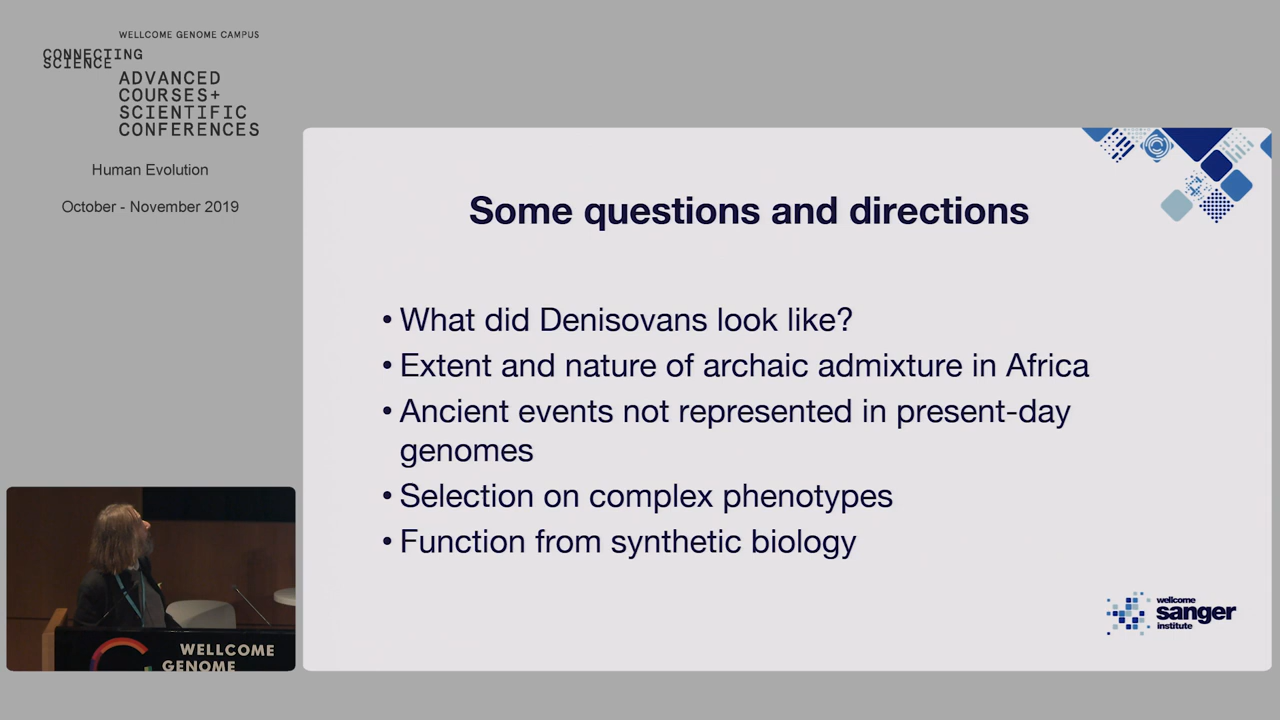 WELLCOME GENOME CAMPUS
CONNECTING
SCIENCE
ADVANCED
COURSES+
SCIENTIFIC
CONFERENCES
Human Evolution
October - November 2019
Some questions and directions
• What did Denisovans look like?
• Extent and nature of archaic admixture in Africa
• Ancient events not represented in present-day
genomes
• Selection on complex phenotypes
• Function from synthetic biology
wellcome
sanger
institute
WELLCOME
GENOME